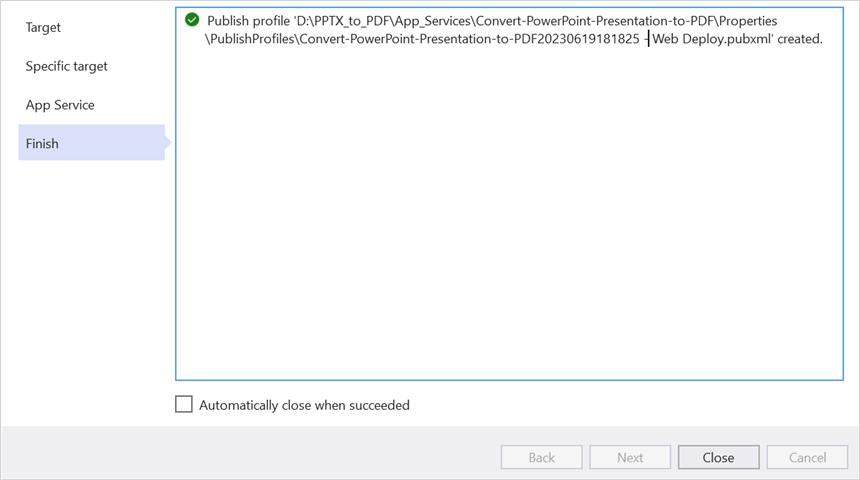 Target
Specific target
App Service
Finish
Publish profile 'D:\PPTX_to_PDF\App_Services\Convert-PowerPoint-Presentation-to-PDF\Properties
\PublishProfiles\Convert-PowerPoint-Presentation-to-PDF20230619181825 - Web Deploy.pubxml' created.
Automatically close when succeeded
Back
Next
Close
Cancel